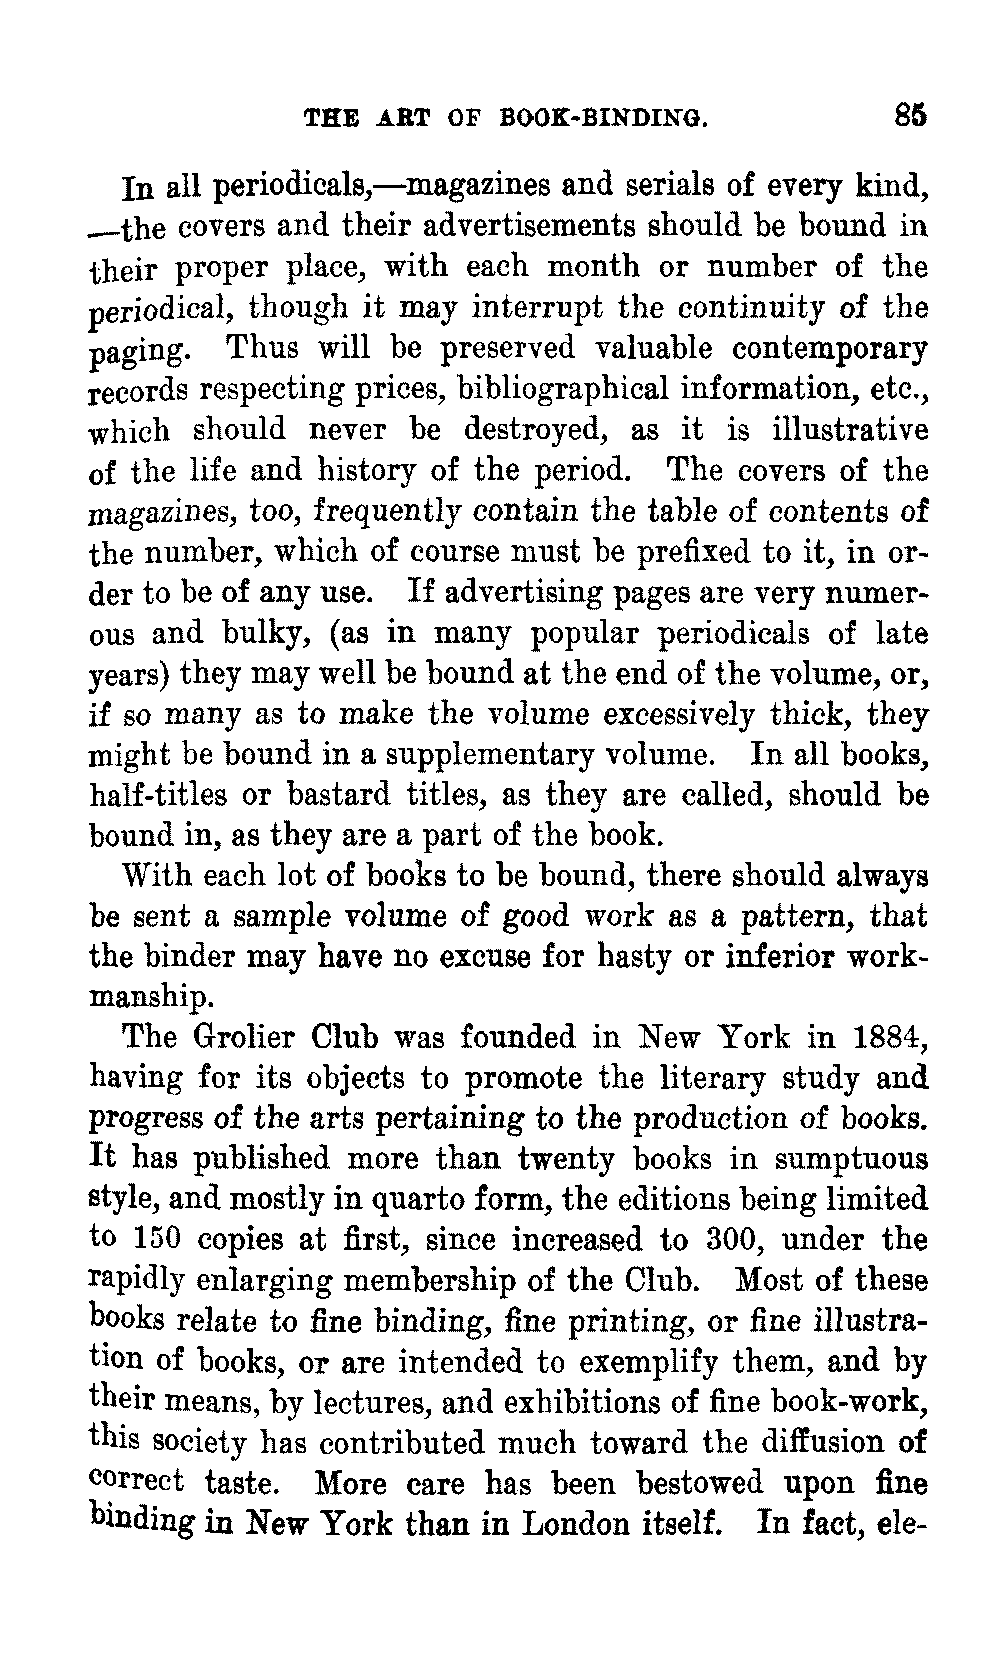 THE ART OF BOOK-BINDING. 85
In all periodicals,—magazines and serials of every kind,
—the covers and their advertisements should be bound in
their proper place, with each month or number of the
periodical, though it may interrupt the continuity of the
paging. Thus will be preserved valuable contemporary
records respecting prices, bibliographical information, etc.,
which should never be destroyed, as it is illustrative
of the life and history of the period. The covers of the
magazines, too, frequently contain the table of contents of
the number, which of course must be prefixed to it, in or-
der to be of any use. If advertising pages are very numer-
ous and bulky, (as in many popular periodicals of late
years) they may well be bound at the end of the volume, or,
if so many as to make the volume excessively thick, they
might be bound in a supplementary volume. In all books,
half-titles or bastard titles, as they are called, should be
bound in, as they are a part of the book.
With each lot of books to be bound, there should always
be sent a sample volume of good work as a pattern, that
the binder may have no excuse for hasty or inferior work-
manship.
The Grolier Club was founded in New York in 1884,
having for its objects to promote the literary study and
progress of the arts pertaining to the production of books.
It has published more than twenty books in sumptuous
style, and mostly in quarto form, the editions being limited
to 150 copies at first, since increased to 300, under the
rapidly enlarging membership of the Club. Most of these
books relate to fine binding, fine printing, or fine illustra-
tion of books, or are intended to exemplify them, and by
their means, by lectures, and exhibitions of fine book-work,
this society has contributed much toward the diffusion of
correct taste. More care has been bestowed upon fine
binding in New York than in London itself. In fact, ele-